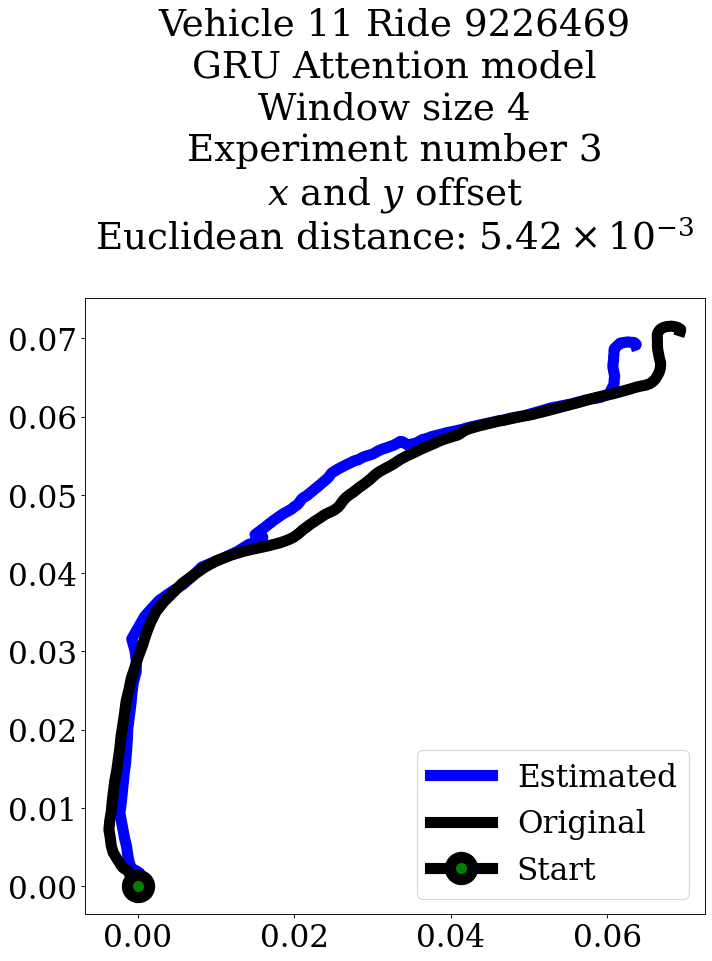 Vehicle 11 Ride 9226469
GRU Attention model
Window size 4
Experiment number 3
x and y offset
Euclidean distance: 5.42 × 10⁻³
0.07
0.06
0.05
0.04
0.03
0.02
0.01
0.00
Estimated
Original
Start
0.00 0.02 0.04 0.06